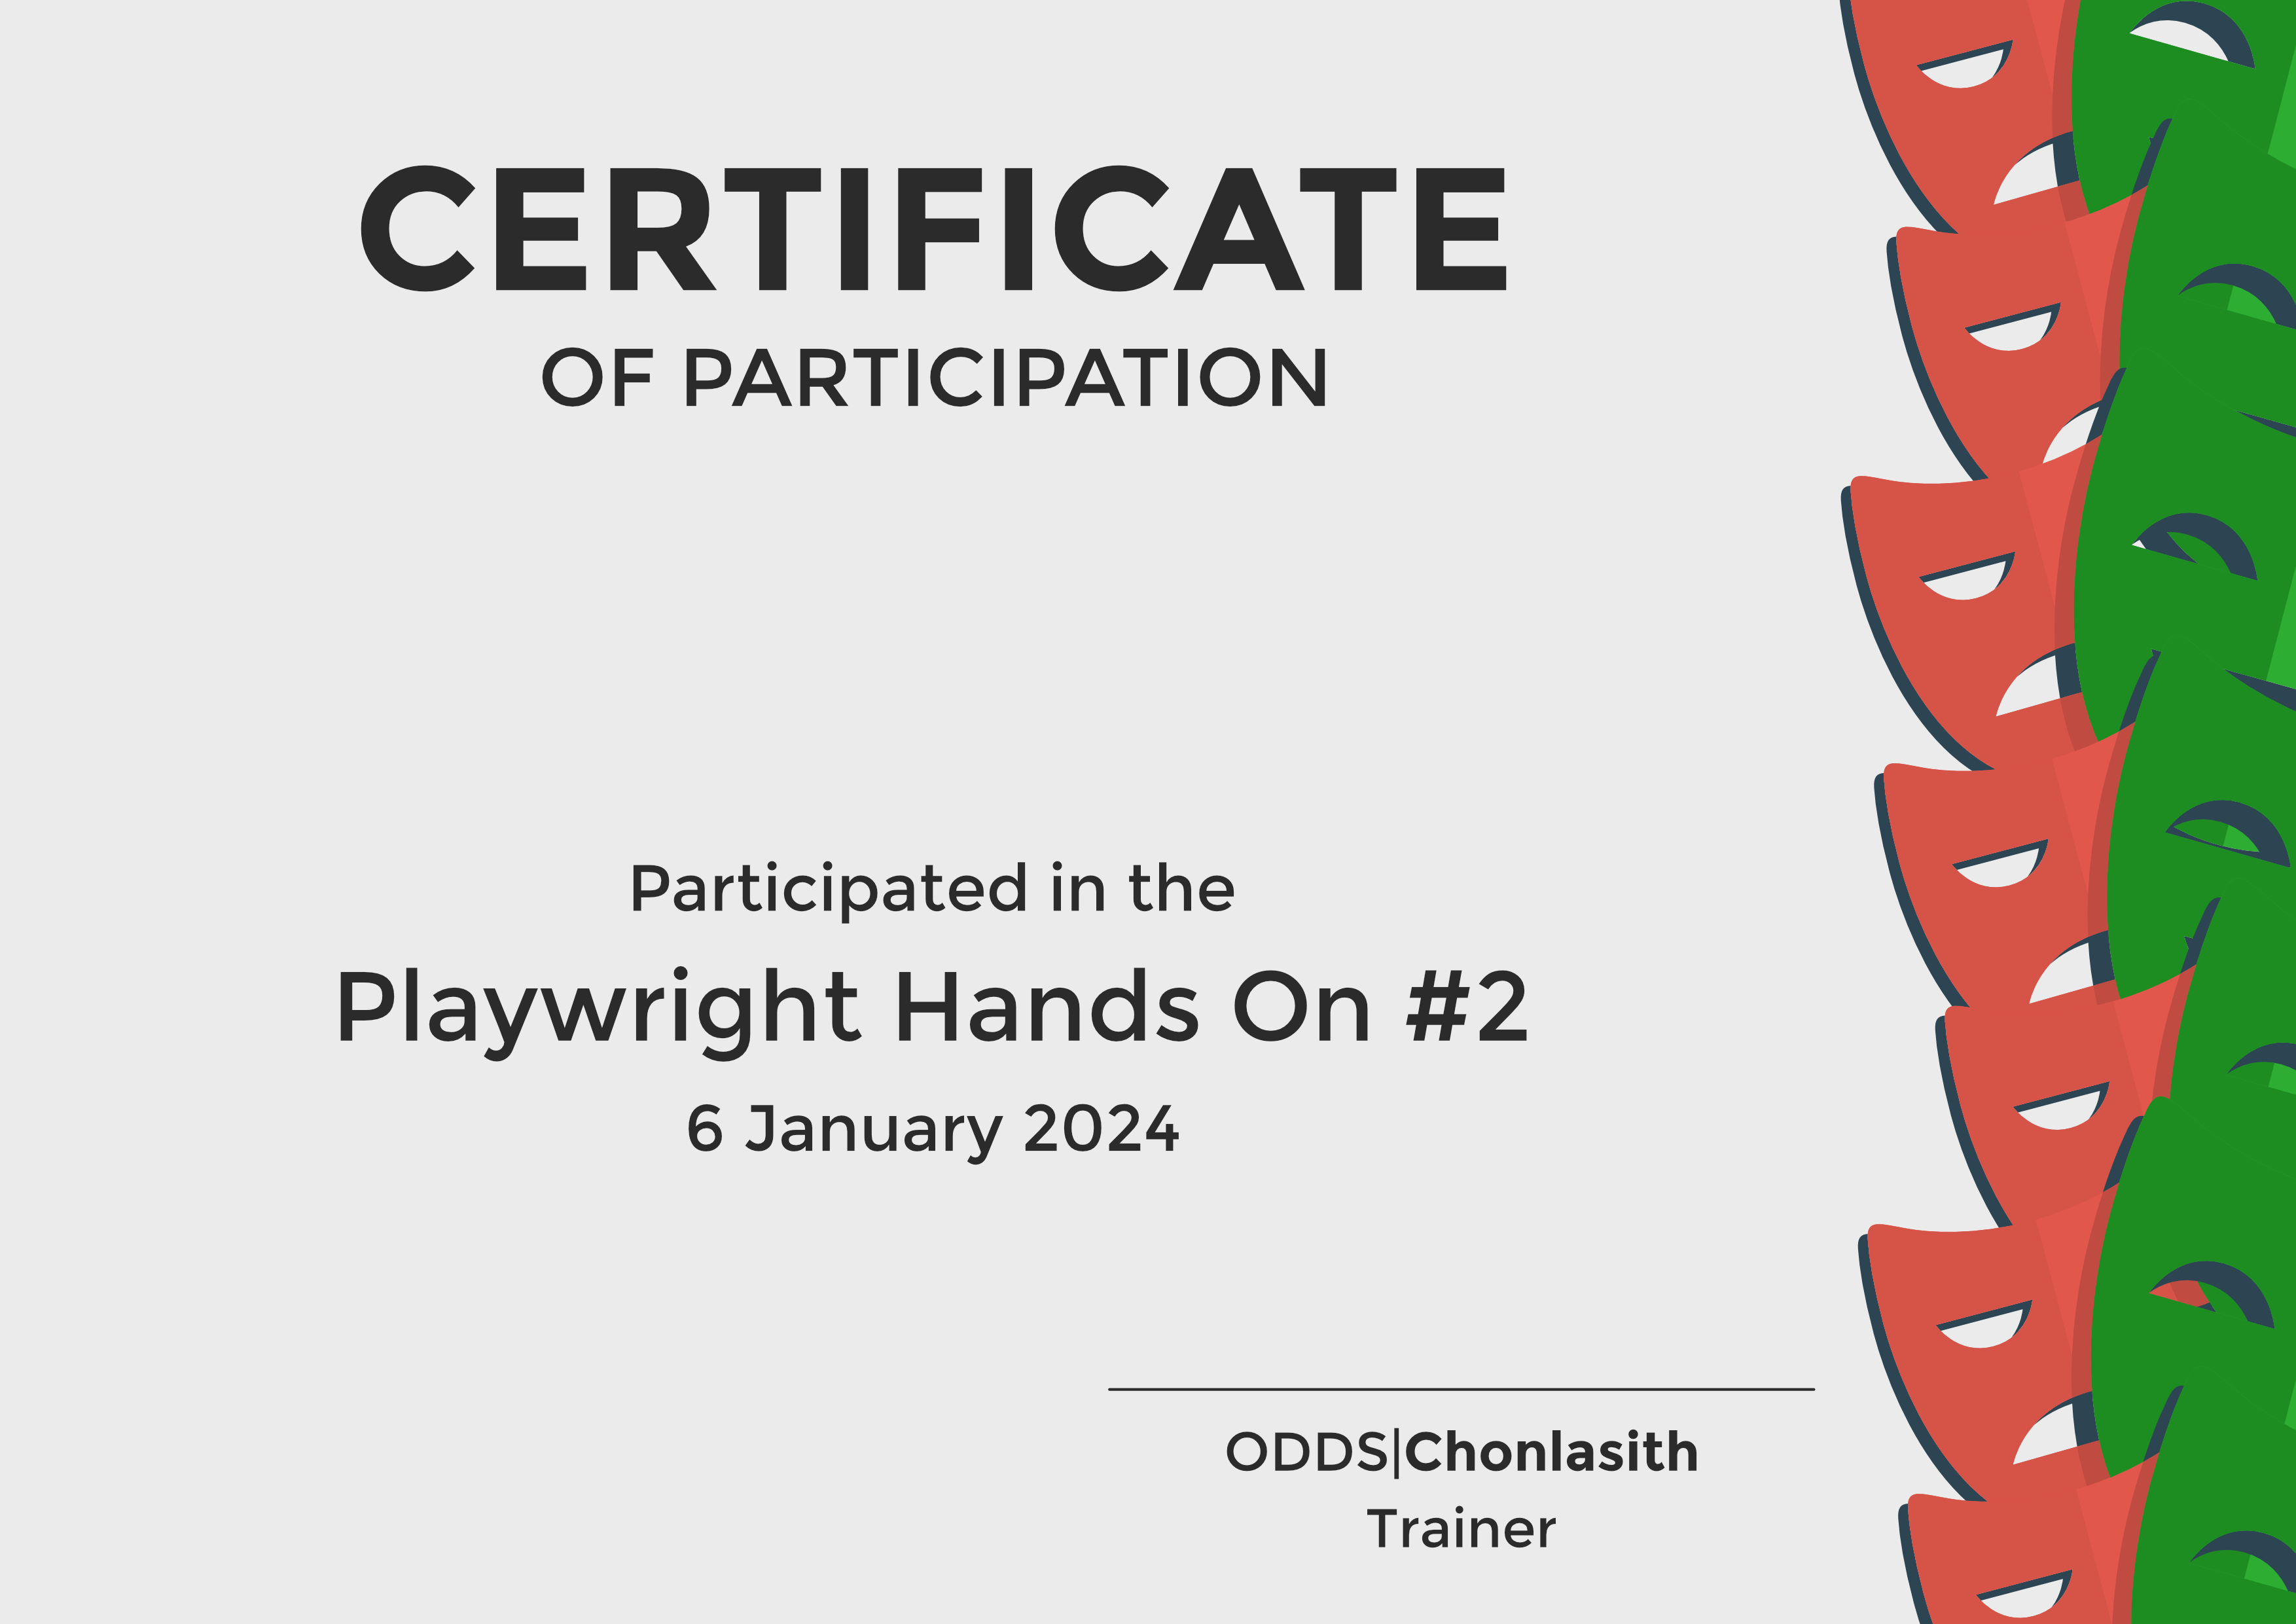 CERTIFICATE
OF PARTICIPATION
Participated in the
Playwright Hands On #2
6 January 2024
ODDS|Chonlasith
Trainer